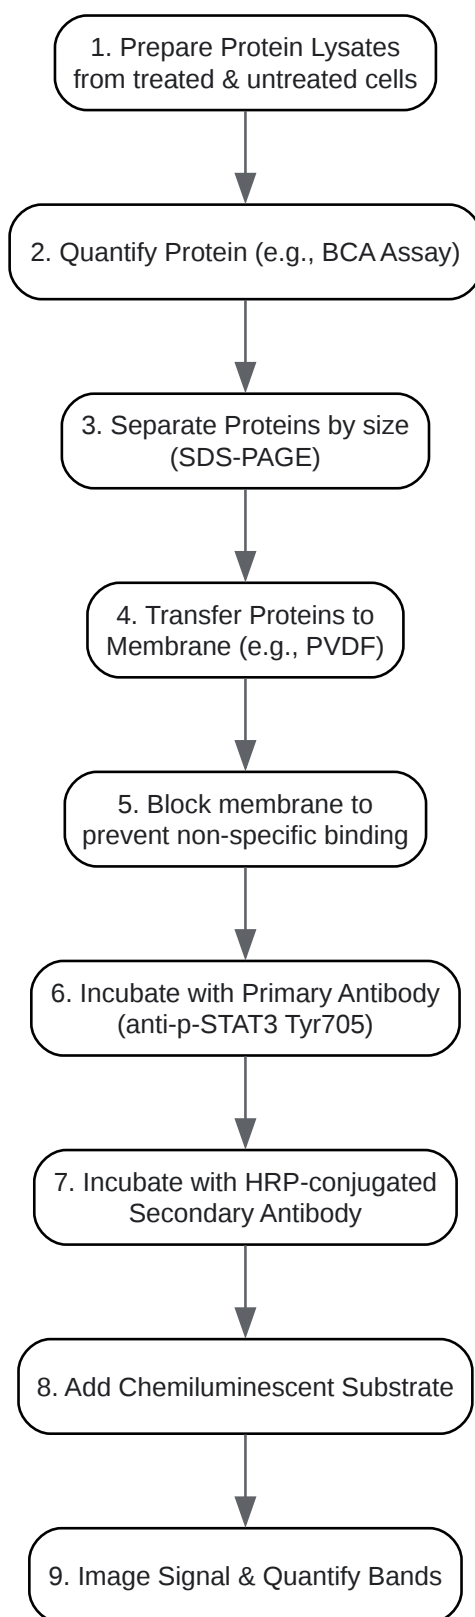 1. Prepare Protein Lysates
from treated & untreated cells
2. Quantify Protein (e.g., BCA Assay)
3. Separate Proteins by size
(SDS-PAGE)
4. Transfer Proteins to
Membrane (e.g., PVDF)
5. Block membrane to
prevent non-specific binding
6. Incubate with Primary Antibody
(anti-p-STAT3 Tyr705)
7. Incubate with HRP-conjugated
Secondary Antibody
8. Add Chemiluminescent Substrate
9. Image Signal & Quantify Bands